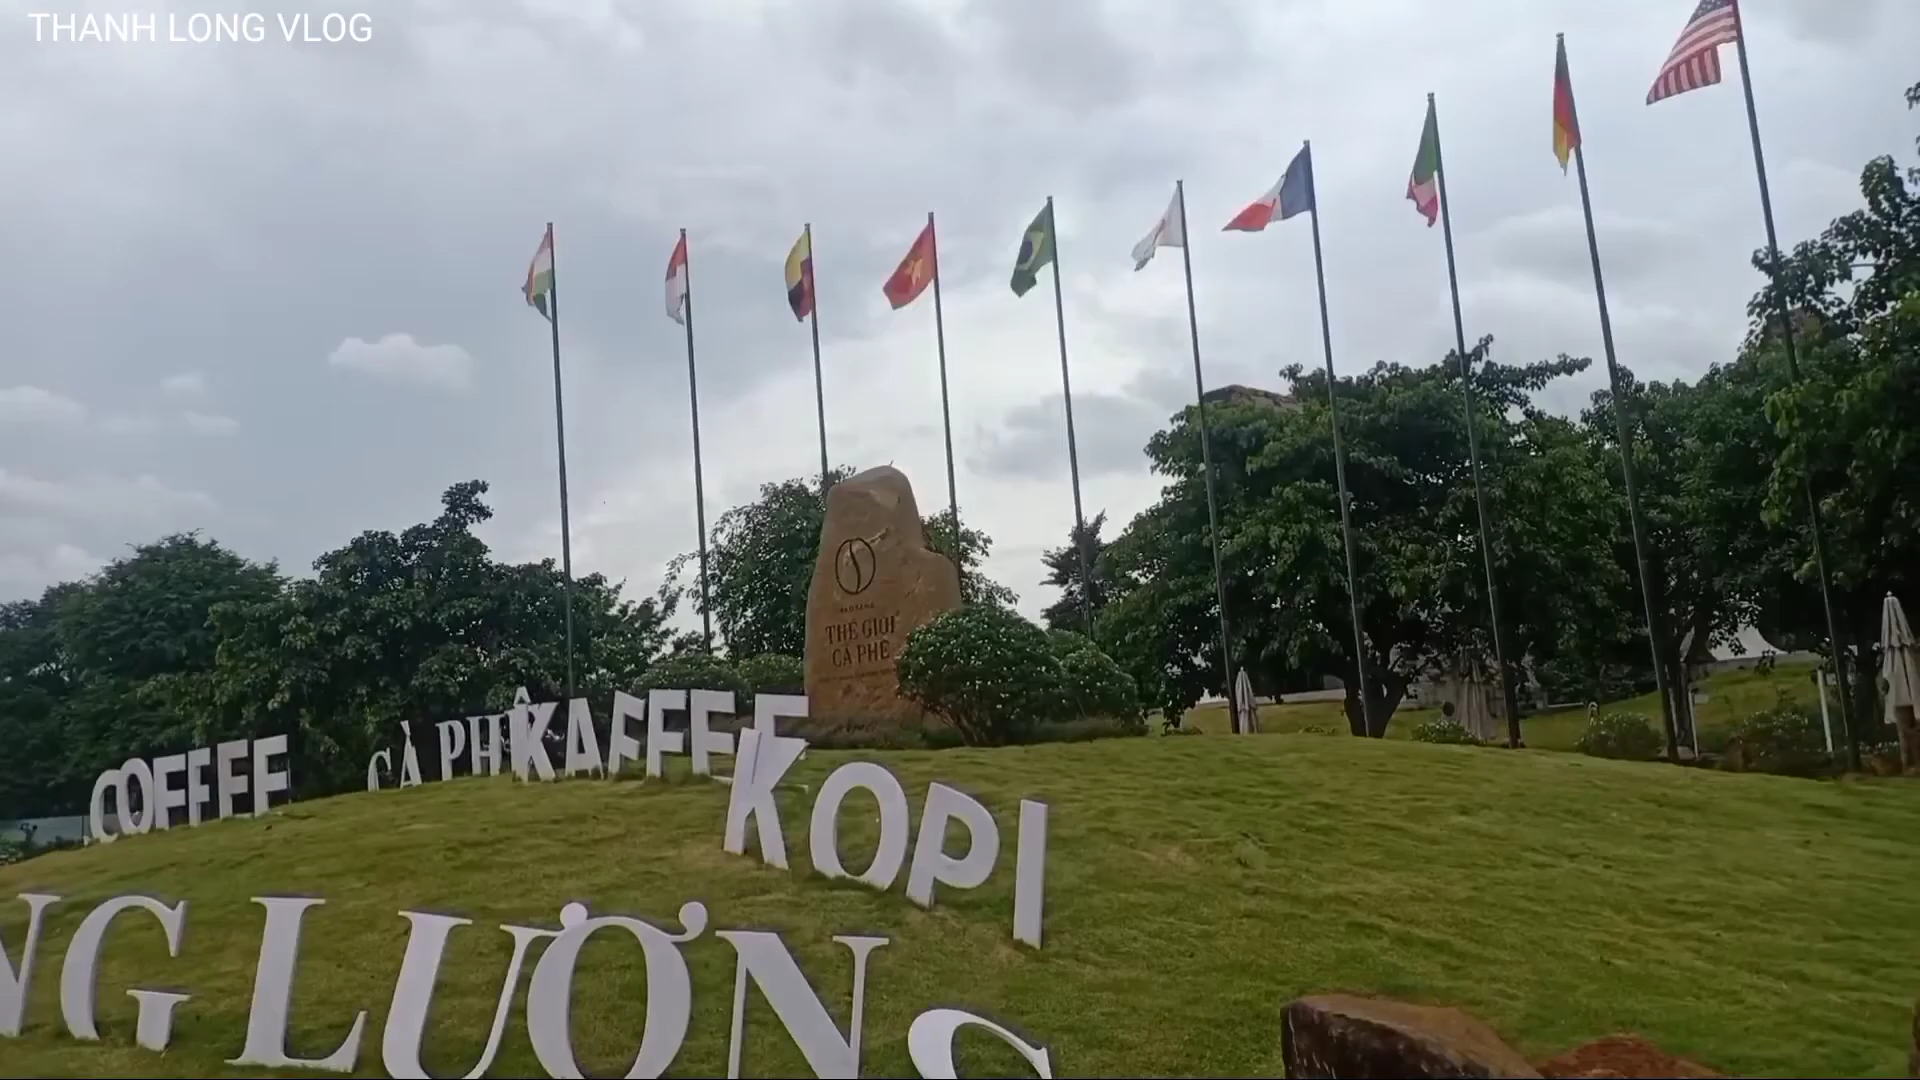 THANH LONG VLOG
THẾ GIỚI
CÀ PHÊ
COFFEE
CÀ PHÊ
KAFFEE
KOPI
NG LƯỢNG